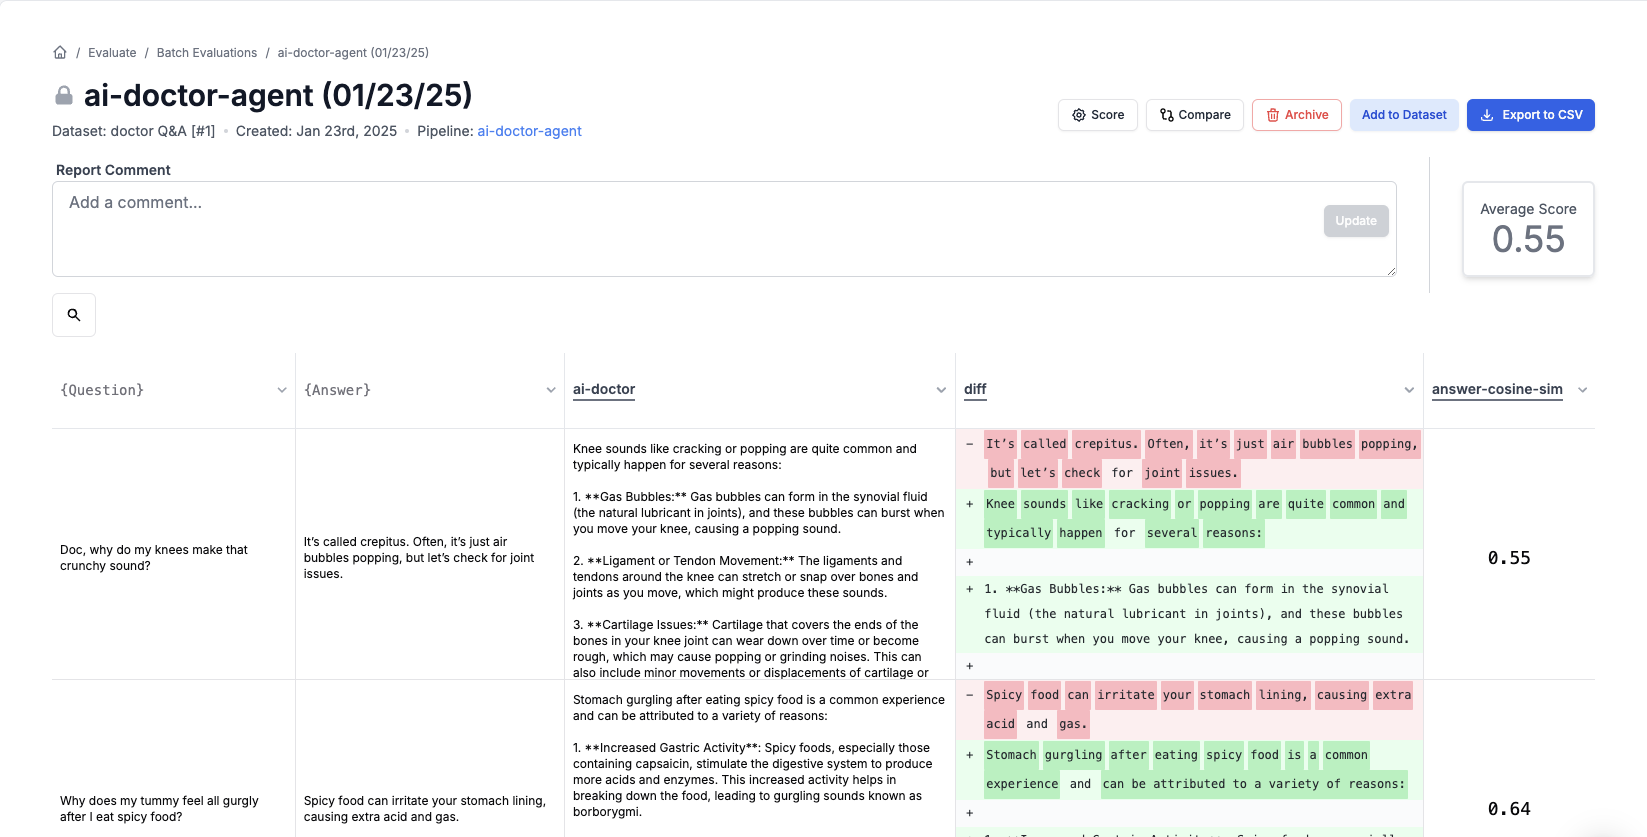 / Evaluate / Batch Evaluations / ai-doctor-agent (01/23/25)
ai-doctor-agent (01/23/25)
Dataset: doctor Q&A [#1] • Created: Jan 23rd, 2025 • Pipeline: ai-doctor-agent
Score
Compare
Archive
Add to Dataset
Export to CSV
Report Comment
Add a comment...
Update
Average Score
0.55
{Question}
{Answer}
ai-doctor
diff
answer-cosine-sim
Doc, why do my knees make that
crunchy sound?
It’s called crepitus. Often, it’s just air
bubbles popping, but let’s check for joint
issues.
Knee sounds like cracking or popping are quite common and
typically happen for several reasons:
1. **Gas Bubbles:** Gas bubbles can form in the synovial fluid
(the natural lubricant in joints), and these bubbles can burst when
you move your knee, causing a popping sound.
2. **Ligament or Tendon Movement:** The ligaments and
tendons around the knee can stretch or snap over bones and
joints as you move, which might produce these sounds.
3. **Cartilage Issues:** Cartilage that covers the ends of the
bones in your knee joint can wear down over time or become
rough, which may cause popping or grinding noises. This can
also include minor movements or displacements of cartilage or
- It’s called crepitus. Often, it’s just air bubbles popping,
but let’s check for joint issues.
+ Knee sounds like cracking or popping are quite common and
typically happen for several reasons:
+
+ 1. **Gas Bubbles:** Gas bubbles can form in the synovial
fluid (the natural lubricant in joints), and these bubbles
can burst when you move your knee, causing a popping sound.
+
0.55
Why does my tummy feel all gurgly
after I eat spicy food?
Spicy food can irritate your stomach lining,
causing extra acid and gas.
Stomach gurgling after eating spicy food is a common experience
and can be attributed to a variety of reasons:
1. **Increased Gastric Activity**: Spicy foods, especially those
containing capsaicin, stimulate the digestive system to produce
more acids and enzymes. This increased activity helps in
breaking down the food, leading to gurgling sounds known as
borborygmi.
- Spicy food can irritate your stomach lining, causing extra
acid and gas.
+ Stomach gurgling after eating spicy food is a common
experience and can be attributed to a variety of reasons:
+
0.64